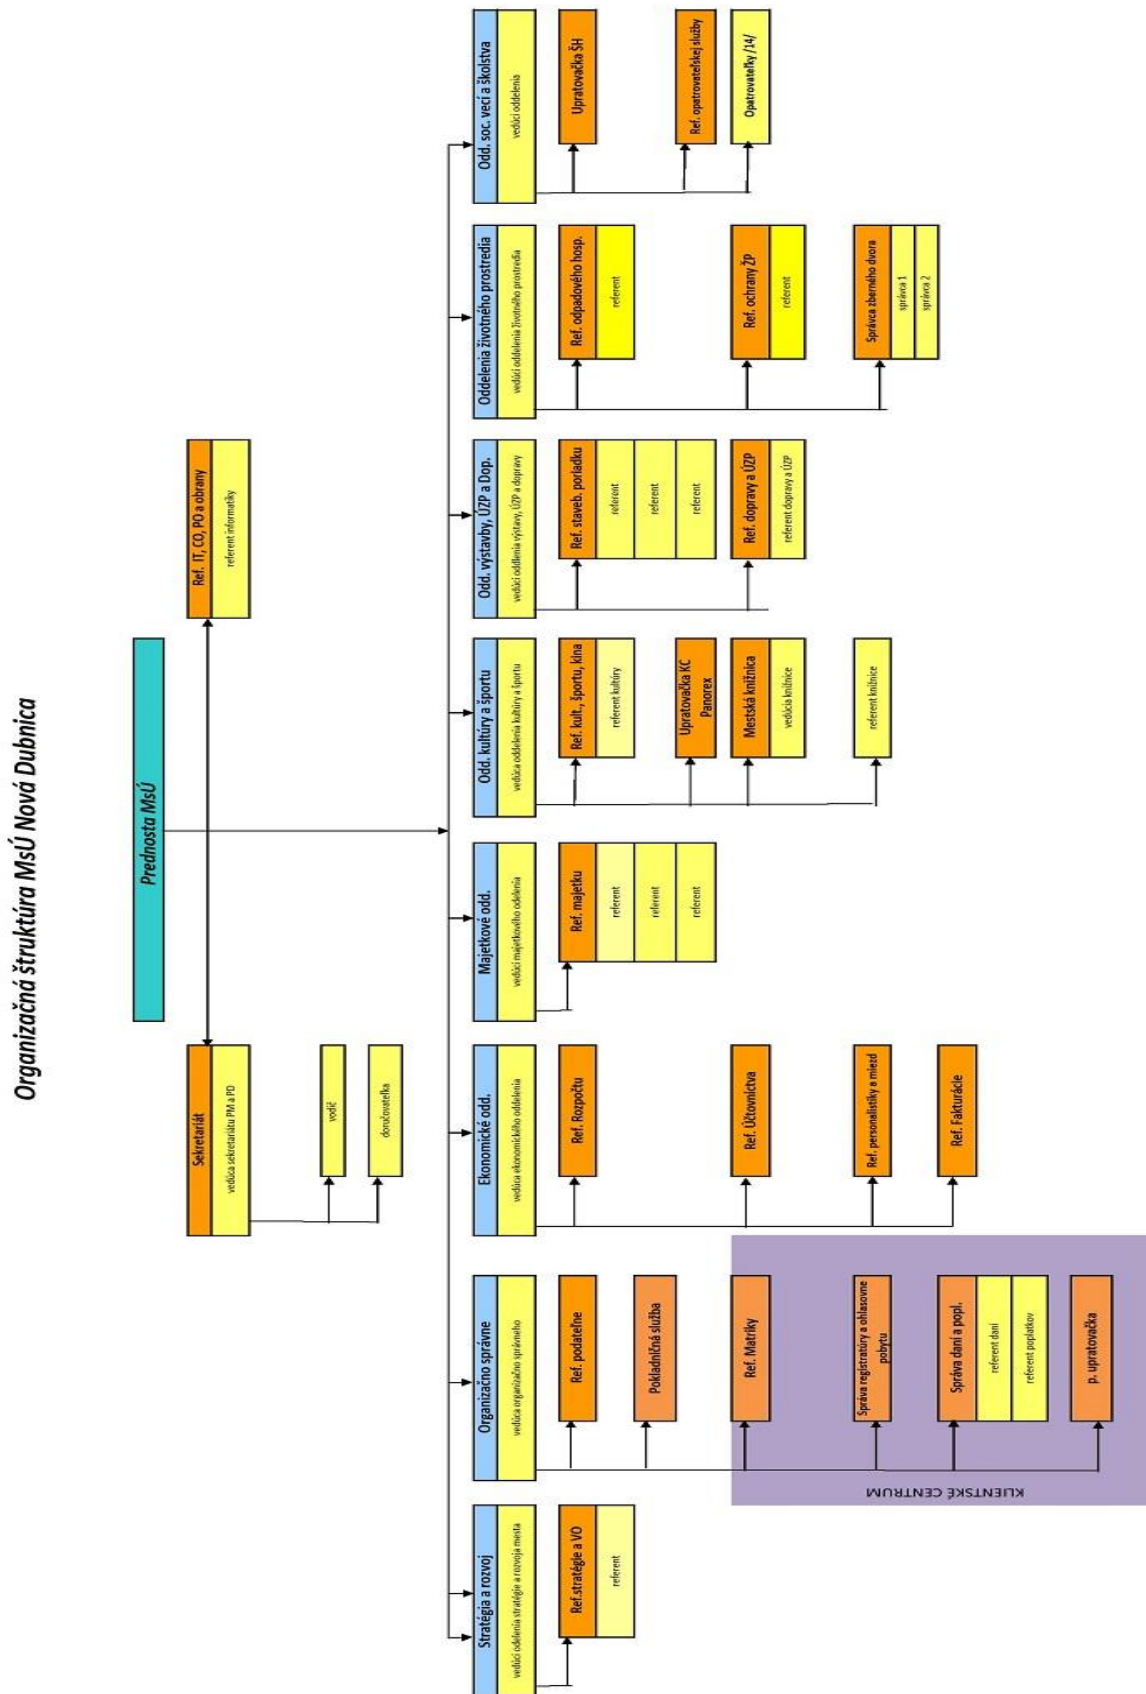 Organizačná štruktúra MsÚ Nová Dubnica
Prednosta MsÚ
Sekretariát
vedúca sekretariátu PM a PD
vodič
doručovateľka
Ref. IT, CO, PO a obrany
referent informatiky
Stratégia a rozvoj
vedúci odelenia stratégie a rozvoja mesta
Ref.stratégie a VO
referent
Organizačno správne
vedúca organizačno správneho
Ref. podateľne
Pokladničná služba
Ref. Matriky
Správa registratúry a ohlasovne
pobytu
Správa daní a popl.
referent daní
referent poplatkov
p. upratovačka
KLIENTSKÉ CENTRUM
Ekonomické odd.
vedúca ekonomického oddelenia
Ref. Rozpočtu
Ref. Účtovníctva
Ref. personalistiky a miezd
Ref. Fakturácie
Majetkové odd.
vedúci majetkového odelenia
Ref. majetku
referent
referent
referent
Odd. kultúry a športu
vedúca oddelenia kultúry a športu
Ref. kult., športu, kina
referent kultúry
Upratovačka KC
Panorex
Mestská knižnica
vedúcia knižnice
referent knižnice
Odd. výstavby, ÚZP a Dop.
vedúci oddlenia výstavy, ÚZP a dopravy
Ref. staveb. poriadku
referent
referent
referent
Ref. dopravy a ÚZP
referent dopravy a ÚZP
Oddelenia životného prostredia
vedúci oddelenia životného prostredia
Ref. odpadového hosp.
referent
Ref. ochrany ŽP
referent
Správca zberného dvora
správca 1
správca 2
Odd. soc. vecí a školstva
vedúci oddelenia
Upratovačka ŠH
Ref. opatrovateľskej služby
Opatrovateľky /14/